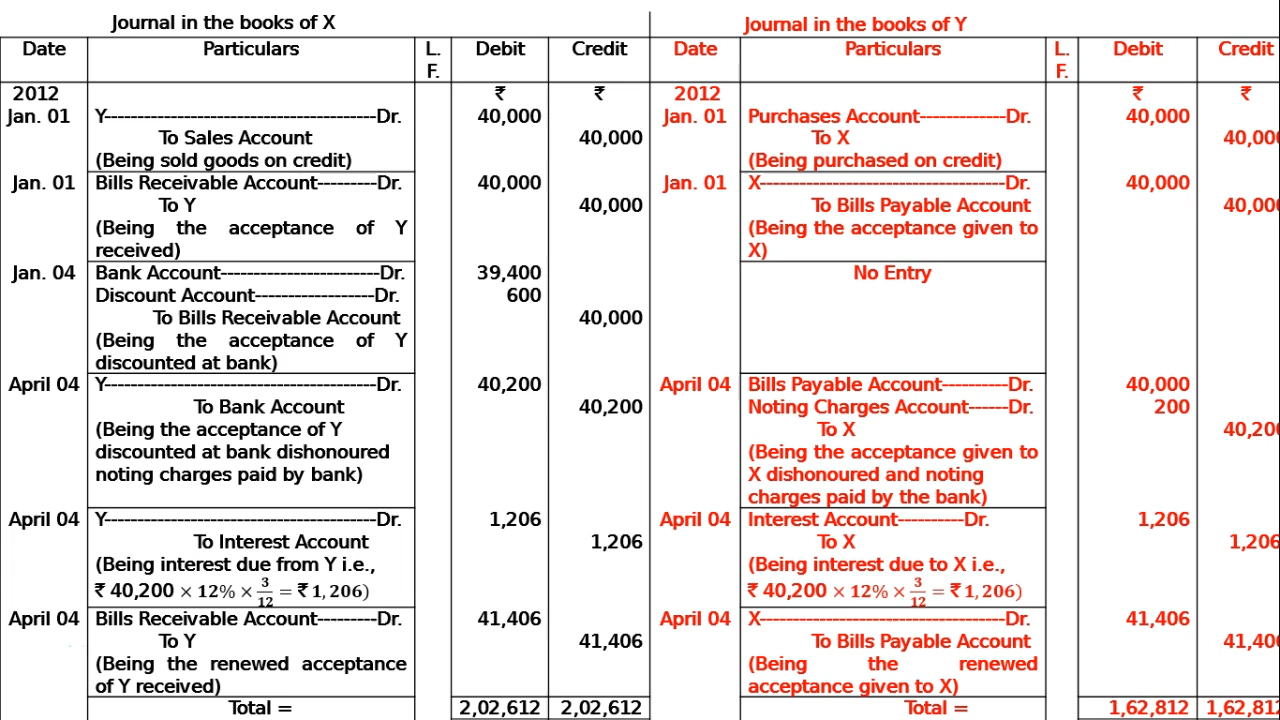 Journal in the books of X
Date Particulars L. F. Debit Credit
2012 ₹ ₹
Jan. 01 Y-----------------------------------------Dr. 40,000
To Sales Account 40,000
(Being sold goods on credit)
Jan. 01 Bills Receivable Account---------Dr. 40,000
To Y 40,000
(Being the acceptance of Y
received)
Jan. 04 Bank Account------------------------Dr. 39,400
Discount Account------------------Dr. 600
To Bills Receivable Account 40,000
(Being the acceptance of Y
discounted at bank)
April 04 Y-----------------------------------------Dr. 40,200
To Bank Account 40,200
(Being the acceptance of Y
discounted at bank dishonoured
noting charges paid by bank)
April 04 Y-----------------------------------------Dr. 1,206
To Interest Account 1,206
(Being interest due from Y i.e.,
₹ 40,200 × 12% × 3/12 = ₹ 1, 206)
April 04 Bills Receivable Account---------Dr. 41,406
To Y 41,406
(Being the renewed acceptance
of Y received)
Total = 2,02,612 2,02,612
Journal in the books of Y
Date Particulars L. F. Debit Credit
2012 ₹ ₹
Jan. 01 Purchases Account-------------Dr. 40,000
To X 40,000
(Being purchased on credit)
Jan. 01 X-------------------------------------Dr. 40,000
To Bills Payable Account 40,000
(Being the acceptance given to
X)
No Entry
April 04 Bills Payable Account----------Dr. 40,000
Noting Charges Account------Dr. 200
To X 40,200
(Being the acceptance given to
X dishonoured and noting
charges paid by the bank)
April 04 Interest Account----------Dr. 1,206
To X 1,206
(Being interest due to X i.e.,
₹ 40,200 × 12% × 3/12 = ₹ 1, 206)
April 04 X-------------------------------------Dr. 41,406
To Bills Payable Account 41,406
(Being the renewed
acceptance given to X)
Total = 1,62,812 1,62,812